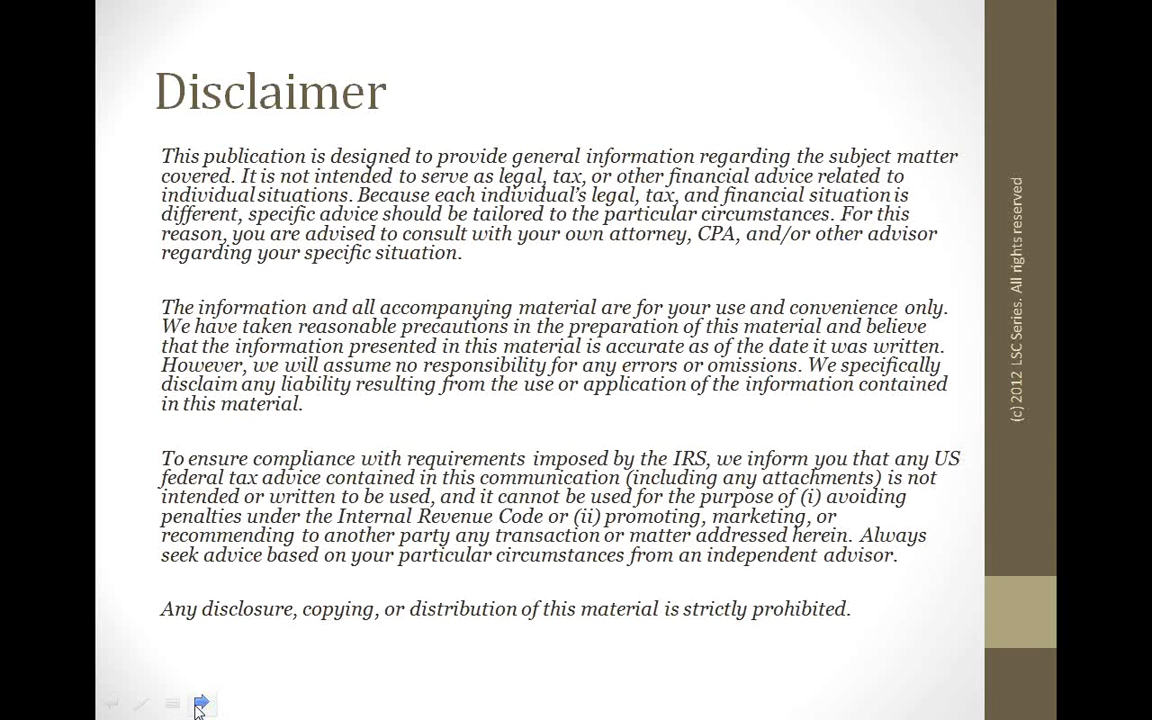 Disclaimer
This publication is designed to provide general information regarding the subject matter
covered. It is not intended to serve as legal, tax, or other financial advice related to
individual situations. Because each individual's legal, tax, and financial situation is
different, specific advice should be tailored to the particular circumstances. For this
reason, you are advised to consult with your own attorney, CPA, and/or other advisor
regarding your specific situation.
The information and all accompanying material are for your use and convenience only.
We have taken reasonable precautions in the preparation of this material and believe
that the information presented in this material is accurate as of the date it was written.
However, we will assume no responsibility for any errors or omissions. We specifically
disclaim any liability resulting from the use or application of the information contained
in this material.
To ensure compliance with requirements imposed by the IRS, we inform you that any US
federal tax advice contained in this communication (including any attachments) is not
intended or written to be used, and it cannot be used for the purpose of (i) avoiding
penalties under the Internal Revenue Code or (ii) promoting, marketing, or
recommending to another party any transaction or matter addressed herein. Always
seek advice based on your particular circumstances from an independent advisor.
Any disclosure, copying, or distribution of this material is strictly prohibited.
(c) 2012 LSC Series. All rights reserved